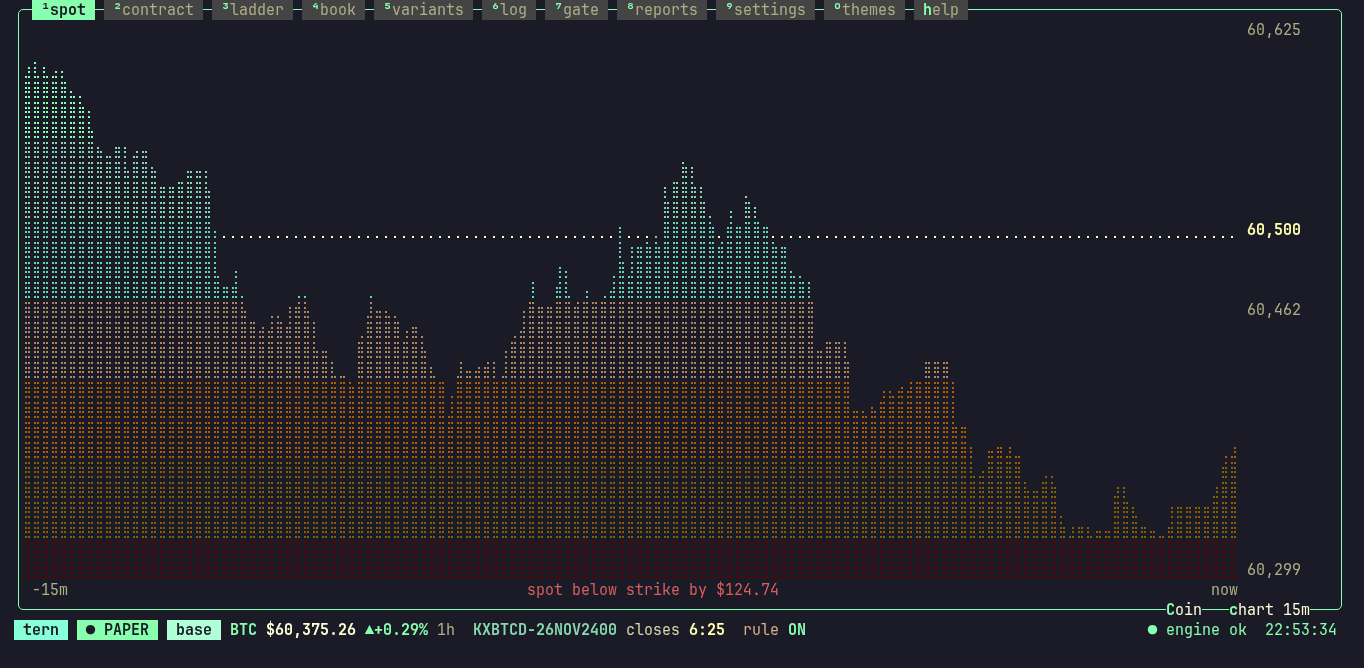 ¹spot ²contract ³ladder ⁴book ⁵variants ⁶log ⁷gate ⁸reports ⁹settings ⁰themes help
60,625
60,500
60,462
60,299
-15m spot below strike by $124.74 now
Coin chart 15m
tern ● PAPER base BTC $60,375.26 ▲+0.29% 1h KXBTCD-26NOV2400 closes 6:25 rule ON ● engine ok 22:53:34